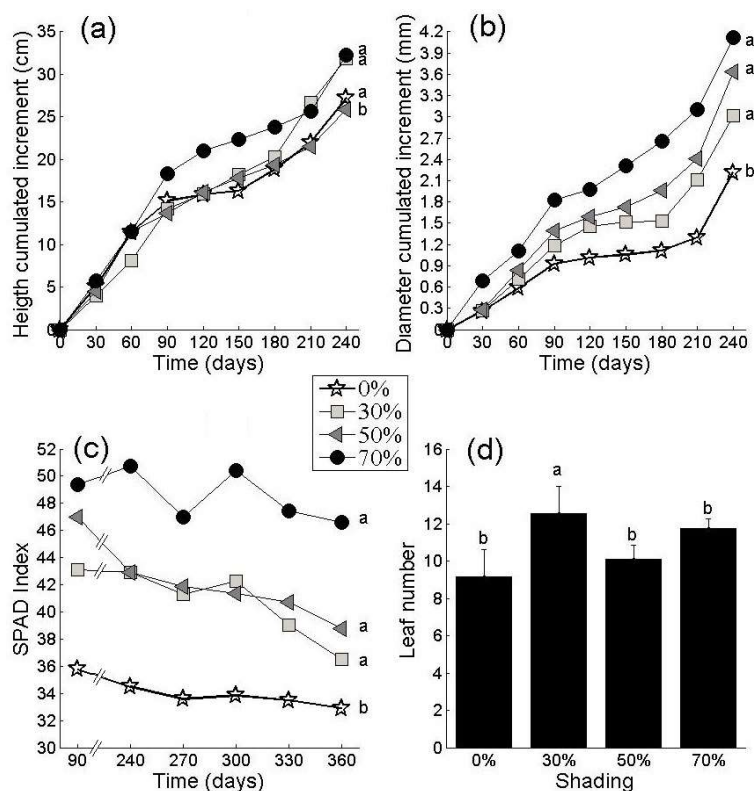 (a)
Heigth cumulated increment (cm)
35
30
25
20
15
10
5
0
0 30 60 90 120 150 180 210 240
Time (days)
a
a
a
b
(b)
Diameter cumulated increment (mm)
4.2
3.9
3.6
3.3
3
2.7
2.4
2.1
1.8
1.5
1.2
0.9
0.6
0.3
0
0 30 60 90 120 150 180 210 240
Time (days)
a
a
a
b
0%
30%
50%
70%
(c)
SPAD Index
52
50
48
46
44
42
40
38
36
34
32
30
90 240 270 300 330 360
Time (days)
a
a
a
b
(d)
Leaf number
16
14
12
10
8
6
4
2
0
b a b b
0% 30% 50% 70%
Shading